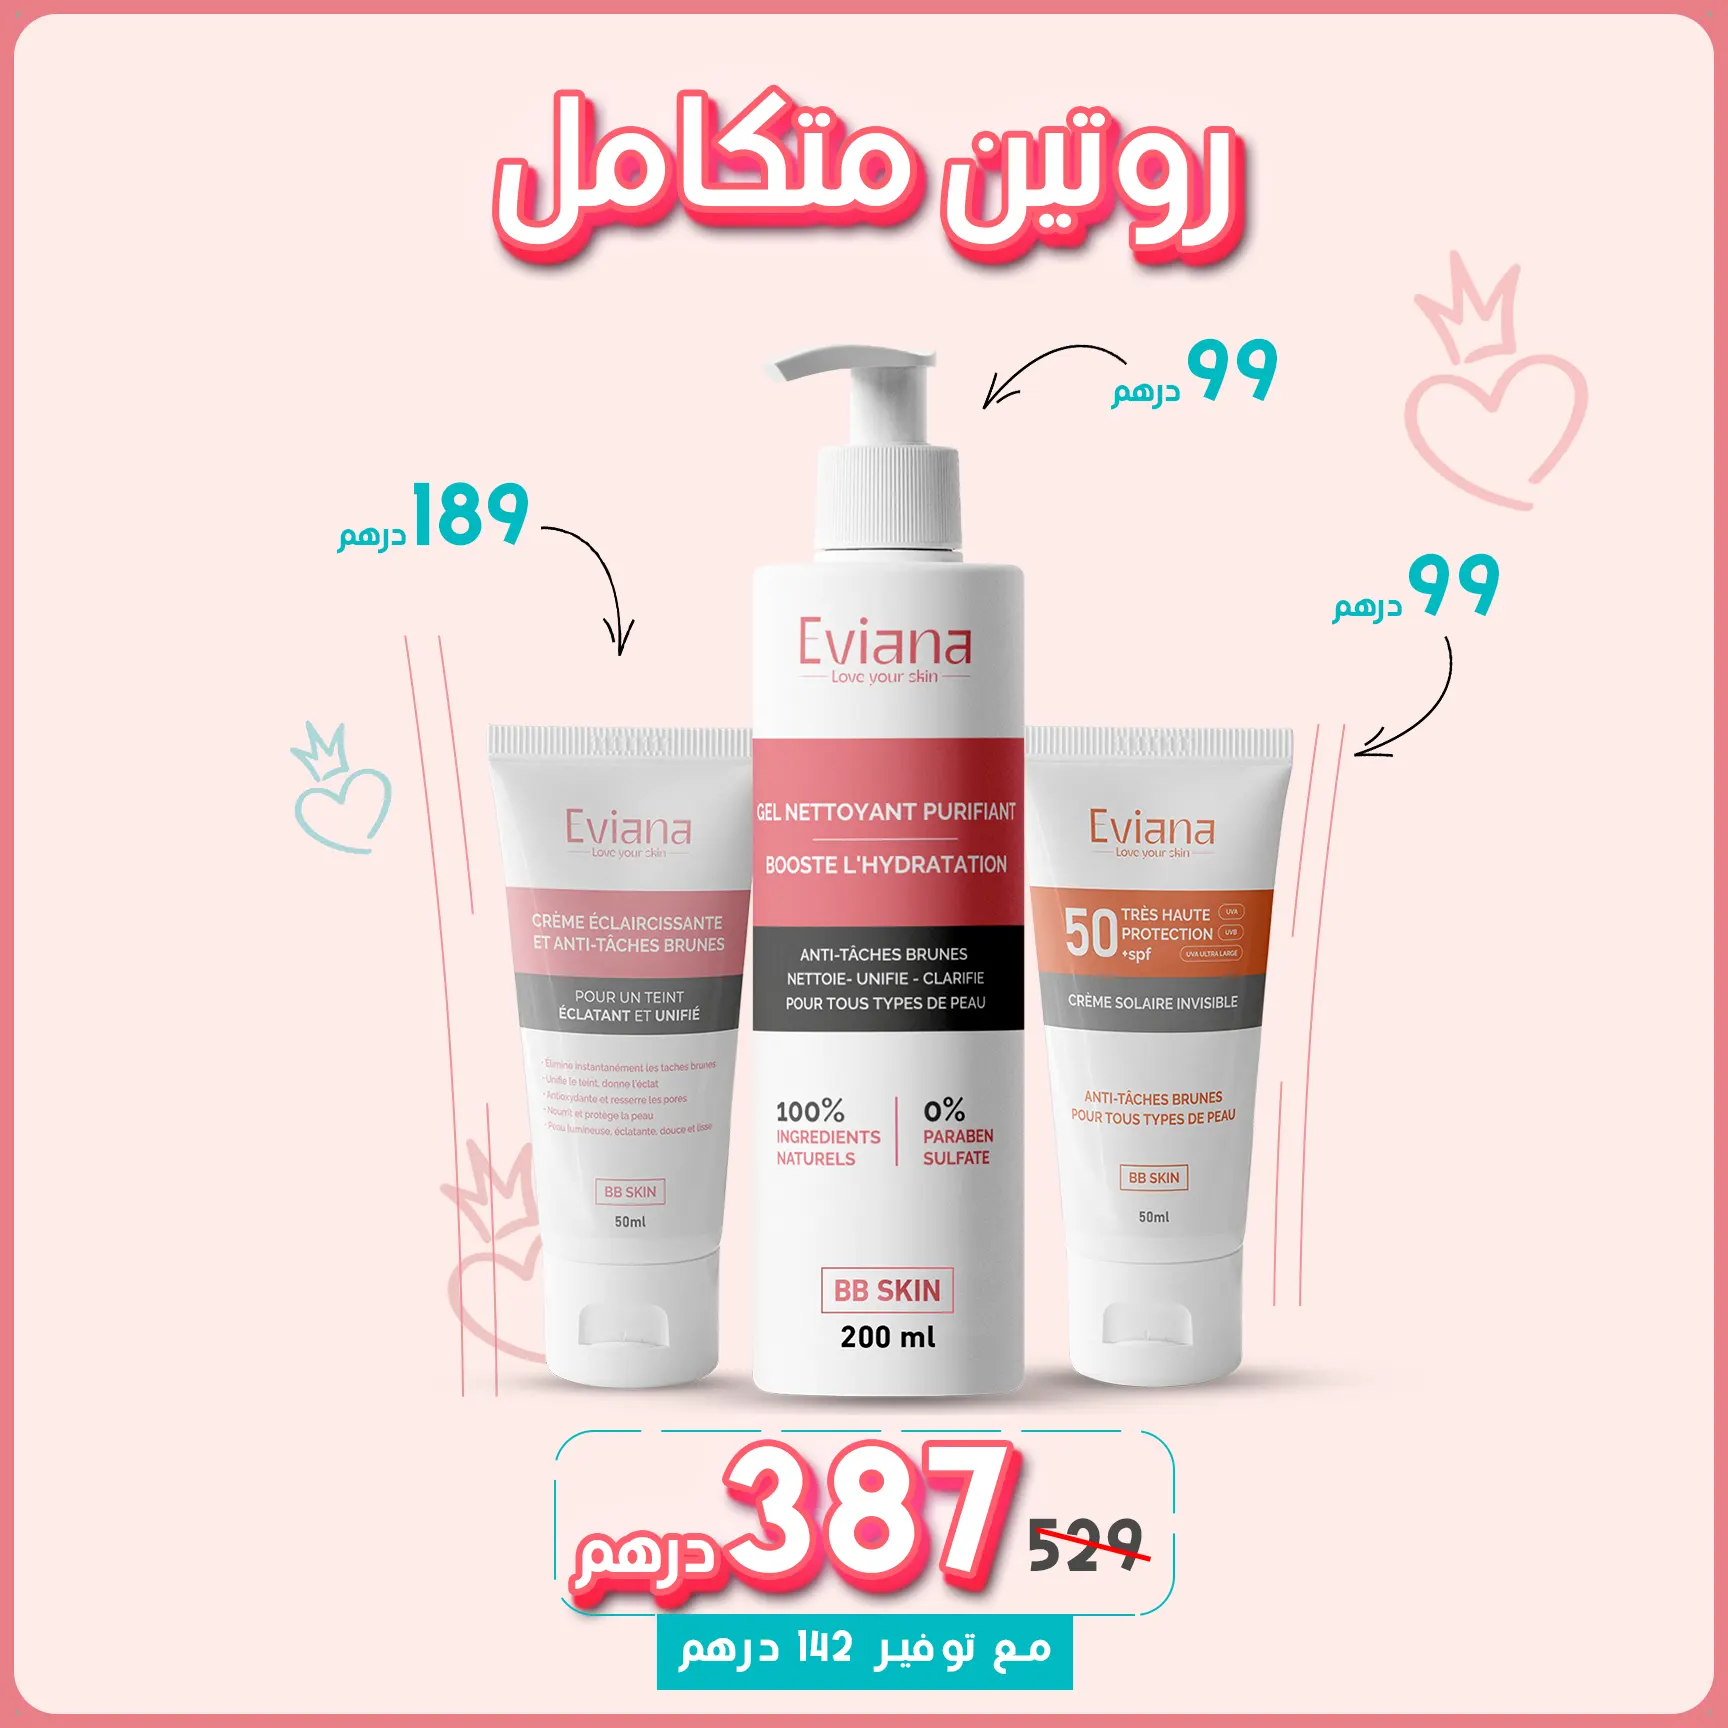 روتين متكامل
99 درهم
189 درهم
99 درهم
Eviana
Love your skin
GEL NETTOYANT PURIFIANT
BOOSTE L'HYDRATATION
ANTI-TÂCHES BRUNES
NETTOIE- UNIFIE - CLARIFIE
POUR TOUS TYPES DE PEAU
100%
INGREDIENTS
NATURELS
0%
PARABEN
SULFATE
BB SKIN
200 ml
Eviana
Love your skin
CRÈME ÉCLAIRCISSANTE
ET ANTI-TÂCHES BRUNES
POUR UN TEINT
ÉCLATANT ET UNIFIÉ
- Élimine instantanément les taches brunes
- Unifie le teint, donne l'éclat
- Antioxydante et resserre les pores
- Nourrit et protège la peau
- Peau lumineuse, éclatante, douce et lisse
BB SKIN
50ml
Eviana
Love your skin
50 +spf
TRÈS HAUTE
PROTECTION
UVA
UVB
UVA ULTRA LARGE
CRÈME SOLAIRE INVISIBLE
ANTI-TÂCHES BRUNES
POUR TOUS TYPES DE PEAU
BB SKIN
50ml
529 387 درهم
مع توفير 142 درهم